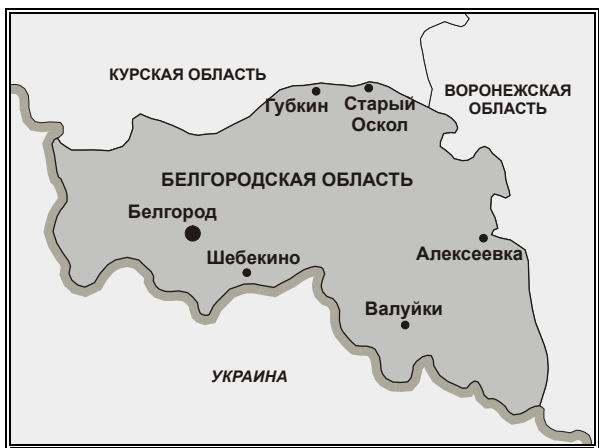 КУРСКАЯ ОБЛАСТЬ
ВОРОНЕЖСКАЯ
ОБЛАСТЬ
Губкин
Старый
Оскол
БЕЛГОРОДСКАЯ ОБЛАСТЬ
Белгород
Шебекино
Алексеевка
Валуйки
УКРАИНА